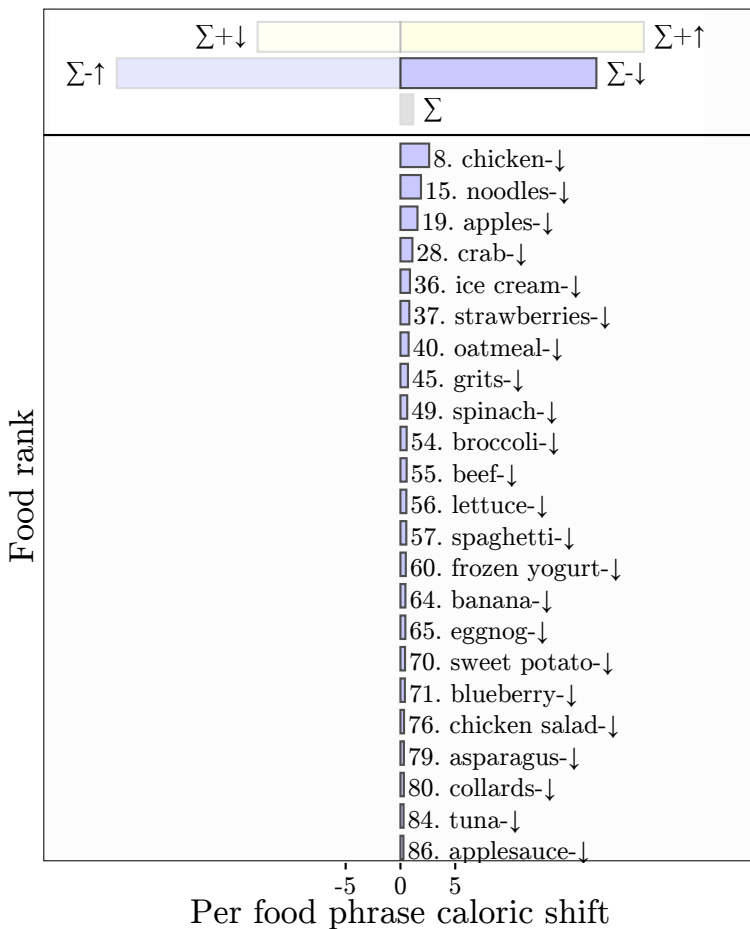 Σ+↓ Σ+↑
Σ-↑ Σ-↓
Σ
8. chicken-↓
15. noodles-↓
19. apples-↓
28. crab-↓
36. ice cream-↓
37. strawberries-↓
40. oatmeal-↓
45. grits-↓
49. spinach-↓
54. broccoli-↓
55. beef-↓
56. lettuce-↓
57. spaghetti-↓
60. frozen yogurt-↓
64. banana-↓
65. eggnog-↓
70. sweet potato-↓
71. blueberry-↓
76. chicken salad-↓
79. asparagus-↓
80. collards-↓
84. tuna-↓
86. applesauce-↓
Food rank
-5 0 5
Per food phrase caloric shift